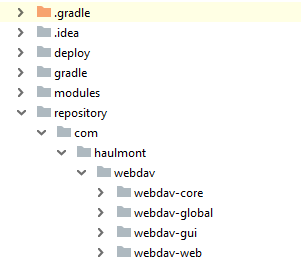 .gradle
.idea
deploy
gradle
modules
repository
com
haulmont
webdav
webdav-core
webdav-global
webdav-gui
webdav-web